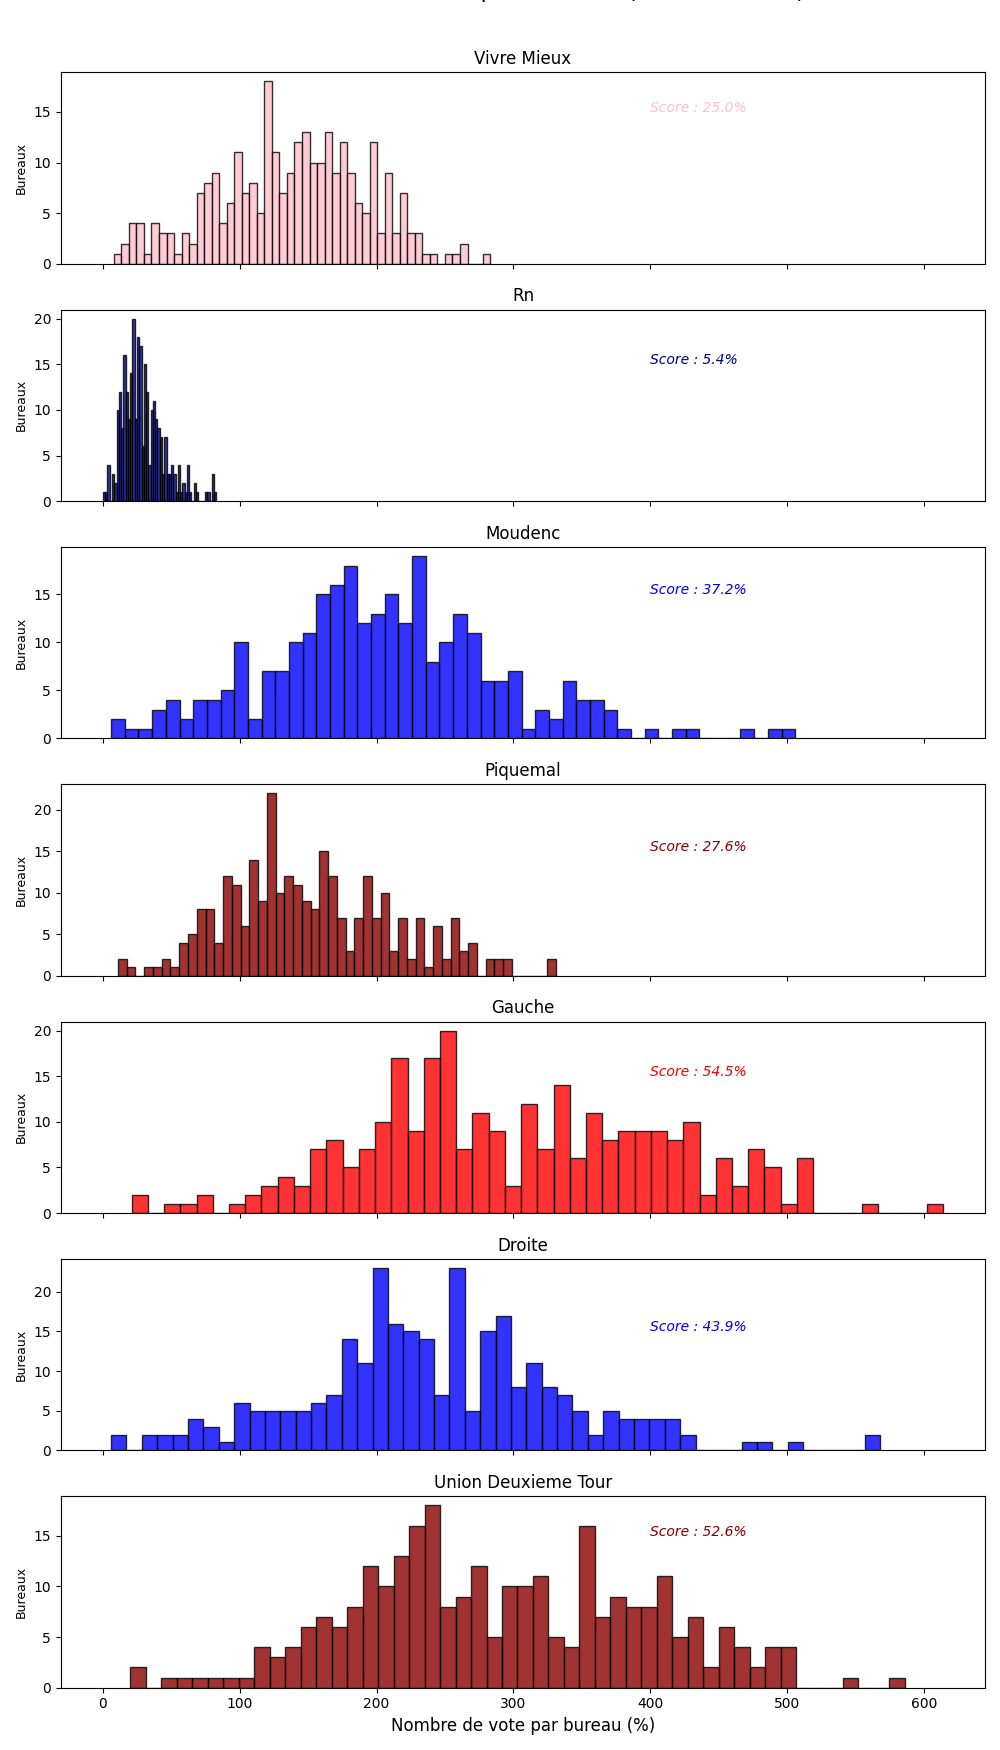 Vivre Mieux
Score : 25.0%
Bureaux
15
10
5
0
Rn
Score : 5.4%
Bureaux
20
15
10
5
0
Moudenc
Score : 37.2%
Bureaux
15
10
5
0
Piquemal
Score : 27.6%
Bureaux
20
15
10
5
0
Gauche
Score : 54.5%
Bureaux
20
15
10
5
0
Droite
Score : 43.9%
Bureaux
20
15
10
5
0
Union Deuxieme Tour
Score : 52.6%
Bureaux
15
10
5
0
0 100 200 300 400 500 600
Nombre de vote par bureau (%)